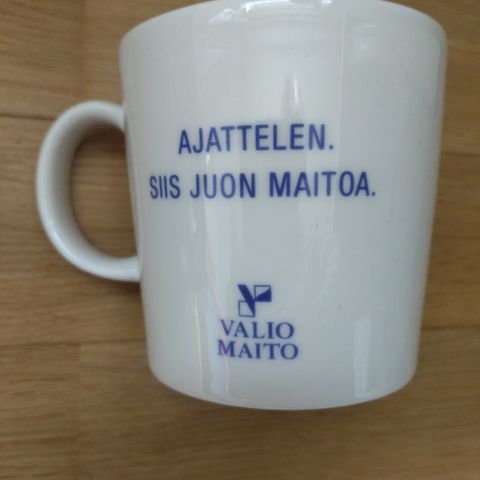 AJATTELEN.
SIIS JUON MAITOA.
VALIO
MAITO